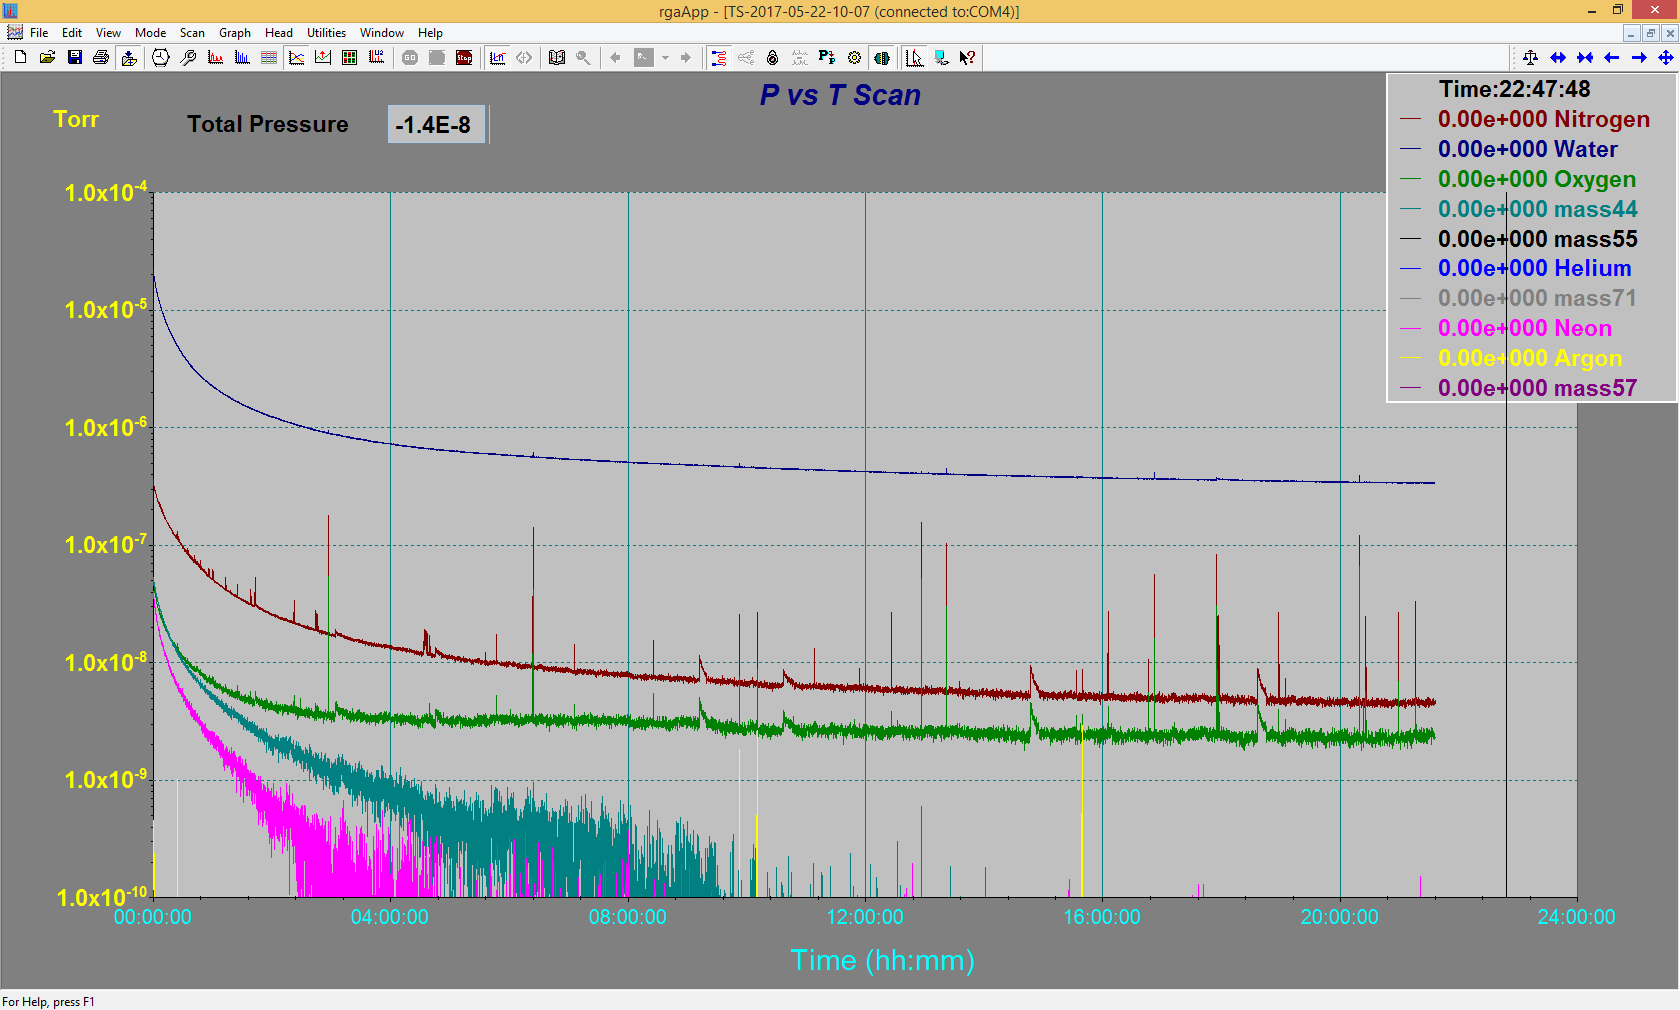 rgaApp - [TS-2017-05-22-10-07 (connected to:COM4)]
File Edit View Mode Scan Graph Head Utilities Window Help
GO Stop
P vs T Scan
Torr
Total Pressure -1.4E-8
Time:22:47:48
0.00e+000 Nitrogen
0.00e+000 Water
0.00e+000 Oxygen
0.00e+000 mass44
0.00e+000 mass55
0.00e+000 Helium
0.00e+000 mass71
0.00e+000 Neon
0.00e+000 Argon
0.00e+000 mass57
1.0x10-4
1.0x10-5
1.0x10-6
1.0x10-7
1.0x10-8
1.0x10-9
1.0x10-10
00:00:00 04:00:00 08:00:00 12:00:00 16:00:00 20:00:00 24:00:00
Time (hh:mm)
For Help, press F1